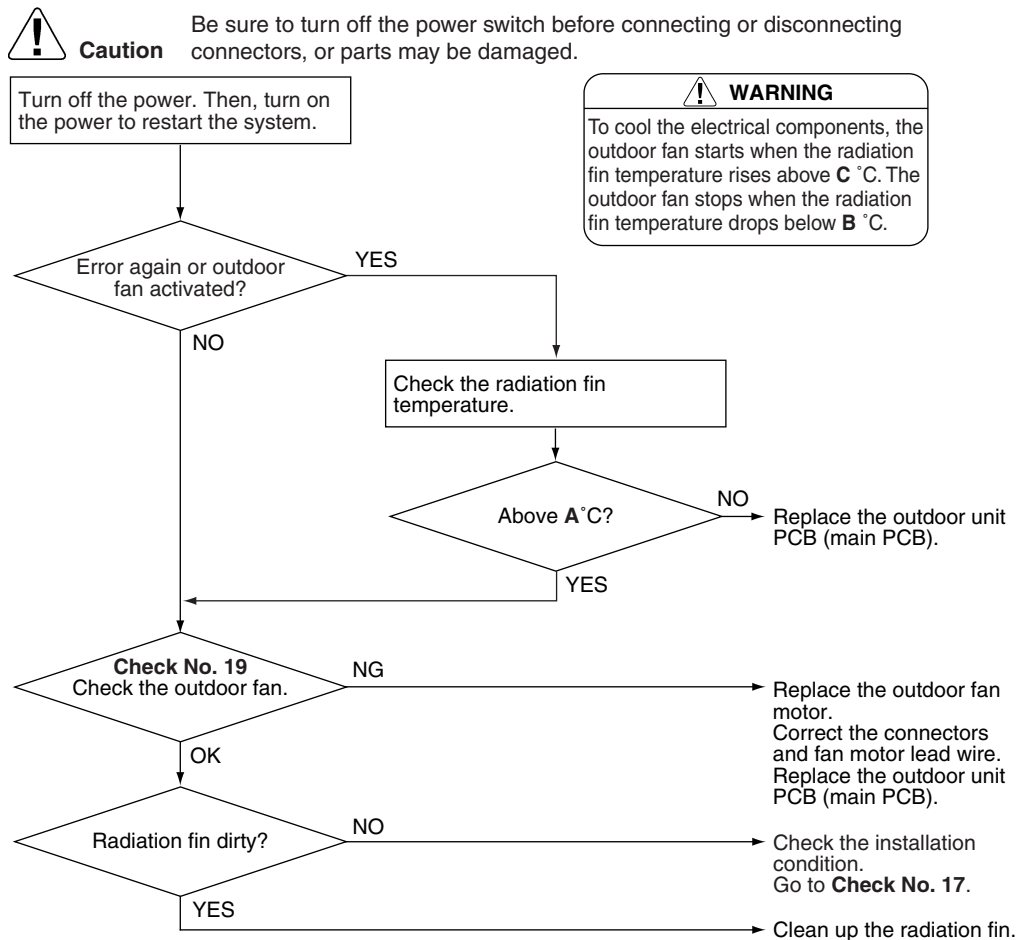 Caution
Be sure to turn off the power switch before connecting or disconnecting
connectors, or parts may be damaged.
Turn off the power. Then, turn on
the power to restart the system.
WARNING
To cool the electrical components, the
outdoor fan starts when the radiation
fin temperature rises above C ˚C. The
outdoor fan stops when the radiation
fin temperature drops below B ˚C.
Error again or outdoor
fan activated?
YES
NO
Check the radiation fin
temperature.
Above A˚C?
NO
Replace the outdoor unit
PCB (main PCB).
YES
Check No. 19
Check the outdoor fan.
NG
Replace the outdoor fan
motor.
Correct the connectors
and fan motor lead wire.
Replace the outdoor unit
PCB (main PCB).
OK
Radiation fin dirty?
NO
Check the installation
condition.
Go to Check No. 17.
YES
Clean up the radiation fin.